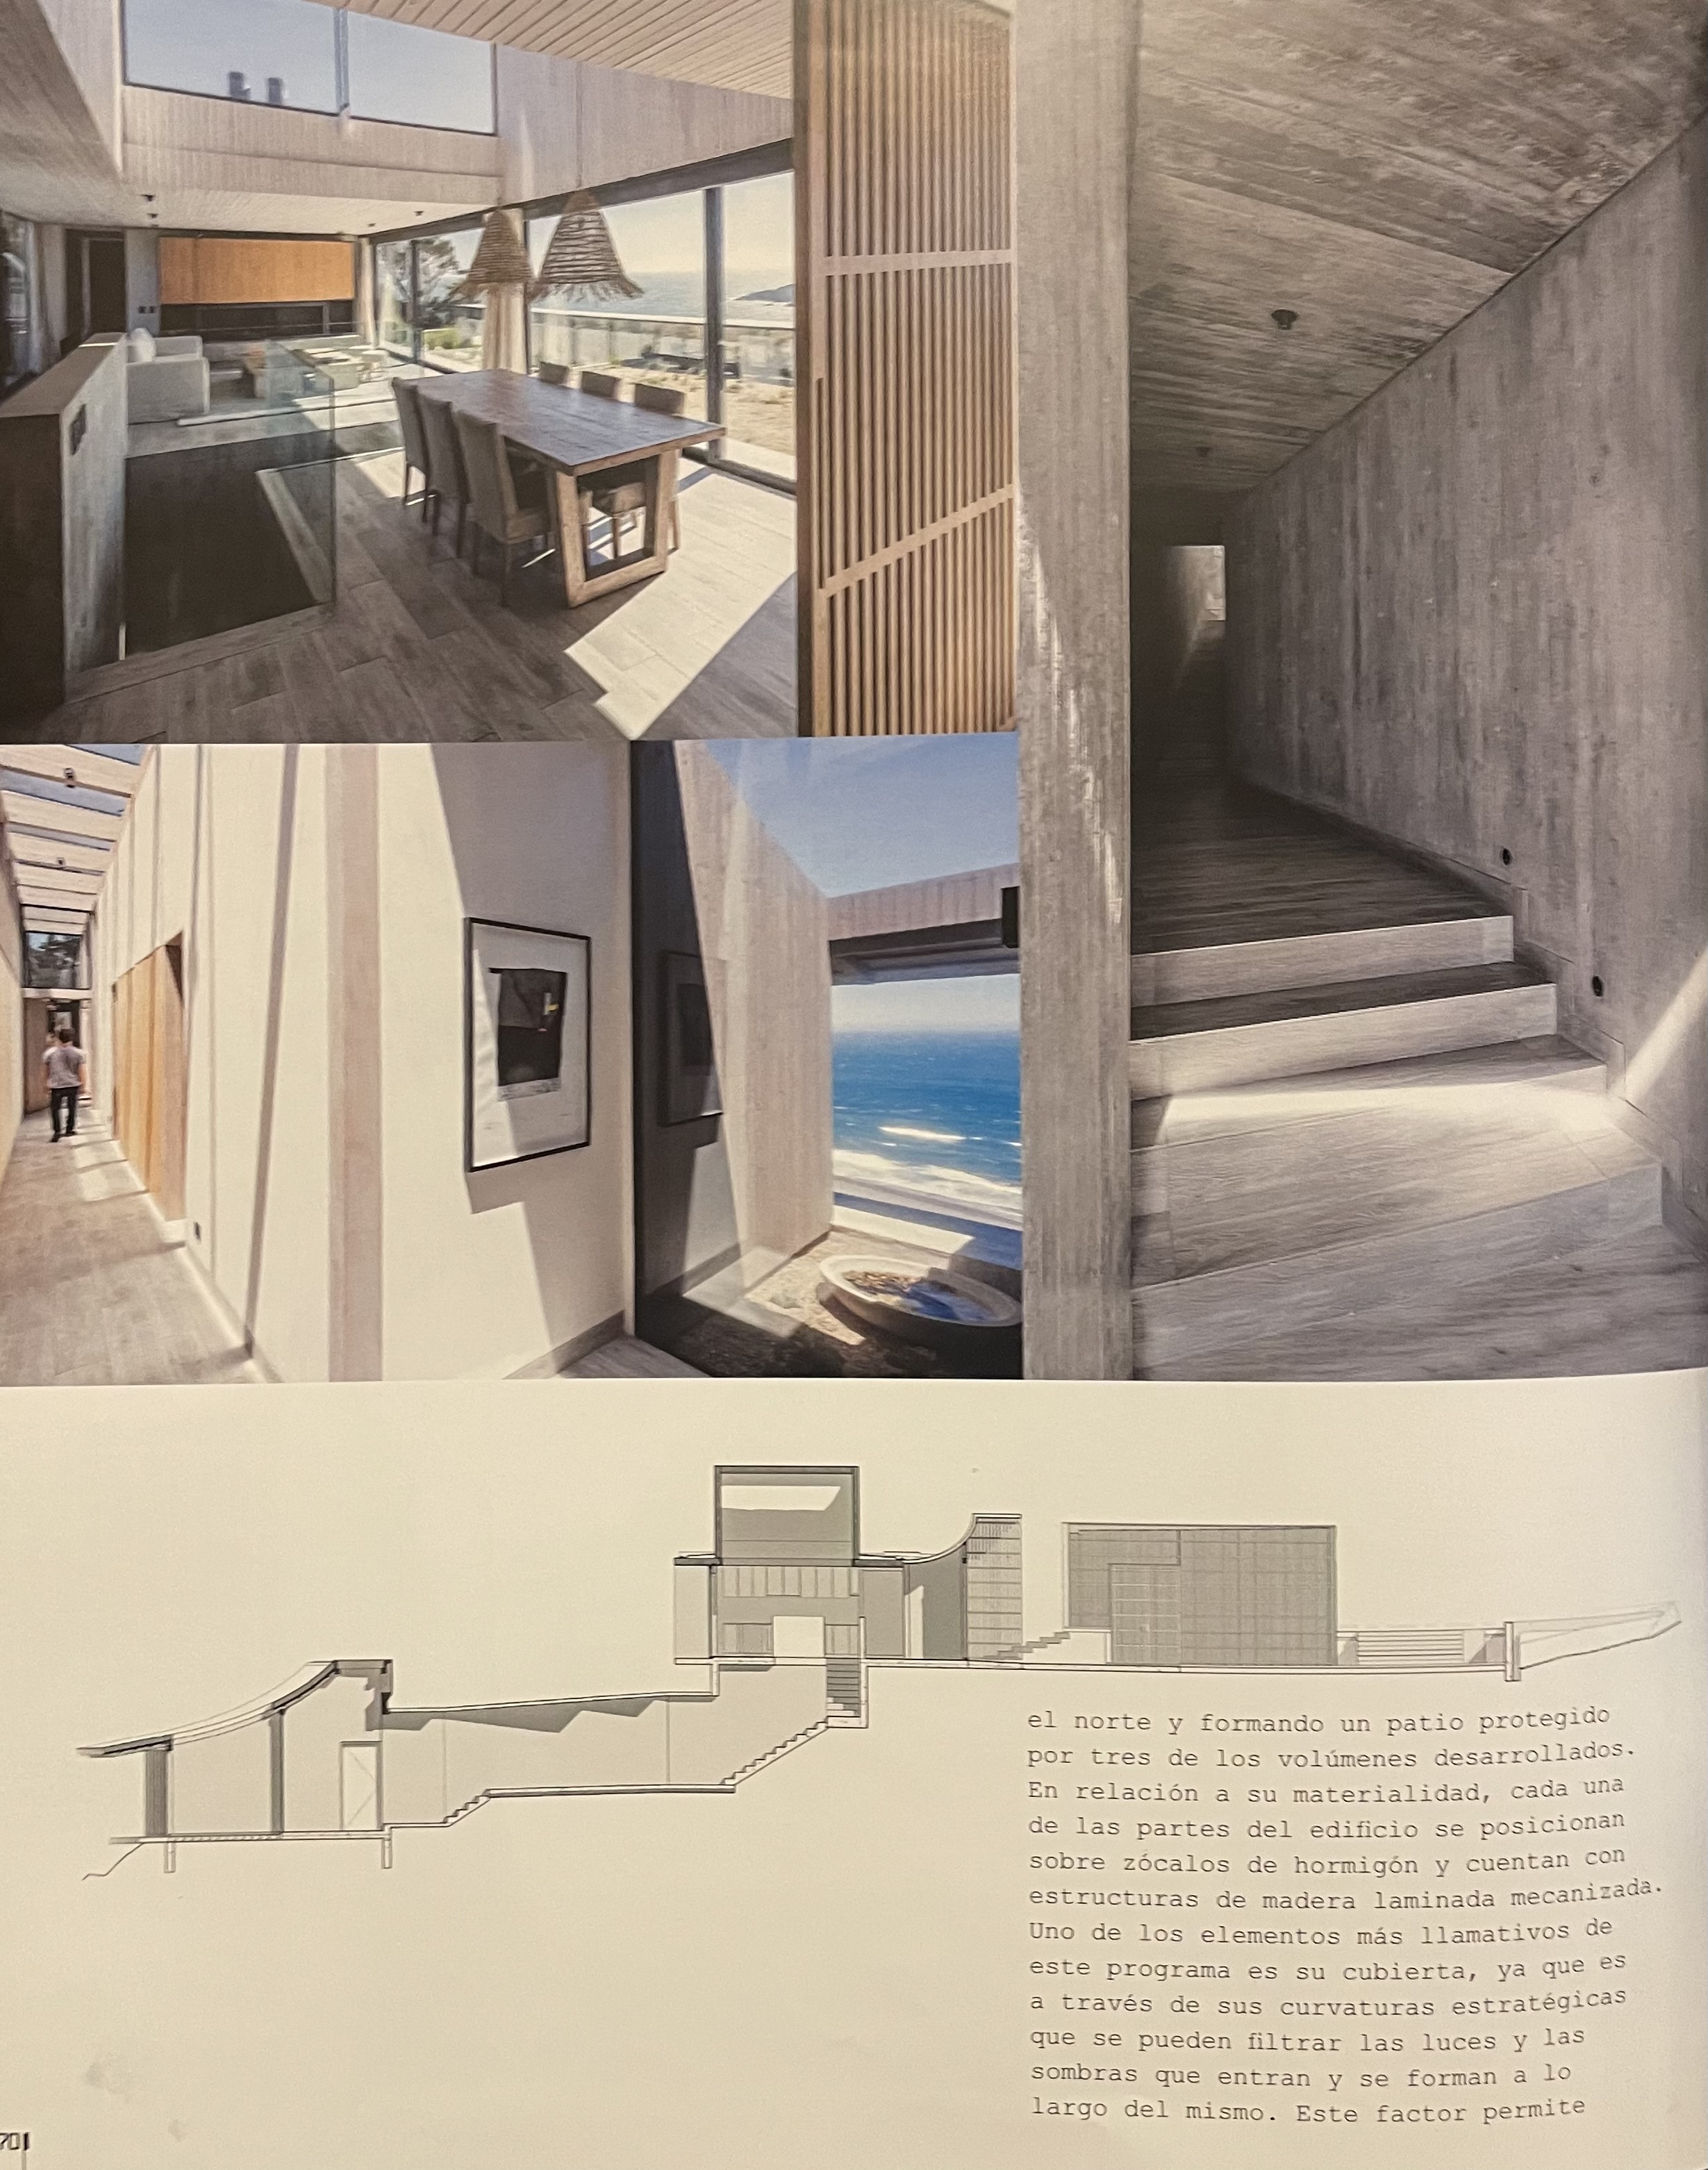 el norte y formando un patio protegido
por tres de los volúmenes desarrollados.
En relación a su materialidad, cada una
de las partes del edificio se posicionan
sobre zócalos de hormigón y cuentan con
estructuras de madera laminada mecanizada.
Uno de los elementos más llamativos de
este programa es su cubierta, ya que es
a través de sus curvaturas estratégicas
que se pueden filtrar las luces y las
sombras que entran y se forman a lo
largo del mismo. Este factor permite
70